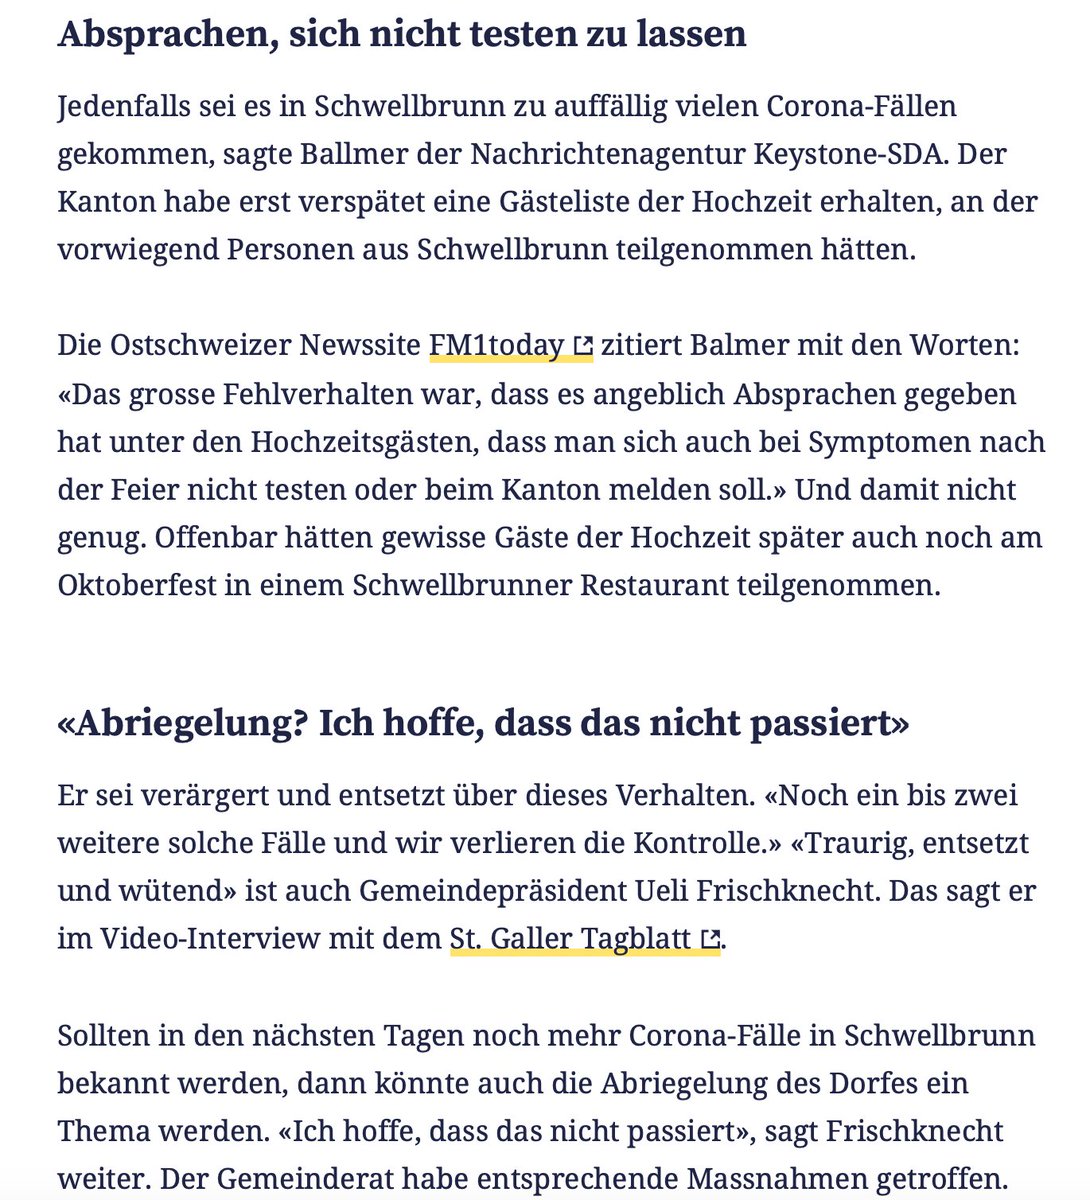 Absprachen, sich nicht testen zu lassen
Jedenfalls sei es in Schwellbrunn zu auffällig vielen Corona-Fällen
gekommen, sagte Ballmer der Nachrichtenagentur Keystone-SDA. Der
Kanton habe erst verspätet eine Gästeliste der Hochzeit erhalten, an der
vorwiegend Personen aus Schwellbrunn teilgenommen hätten.
Die Ostschweizer Newssite FM1today zitiert Balmer mit den Worten:
«Das grosse Fehlverhalten war, dass es angeblich Absprachen gegeben
hat unter den Hochzeitsgästen, dass man sich auch bei Symptomen nach
der Feier nicht testen oder beim Kanton melden soll.» Und damit nicht
genug. Offenbar hätten gewisse Gäste der Hochzeit später auch noch am
Oktoberfest in einem Schwellbrunner Restaurant teilgenommen.
«Abriegelung? Ich hoffe, dass das nicht passiert»
Er sei verärgert und entsetzt über dieses Verhalten. «Noch ein bis zwei
weitere solche Fälle und wir verlieren die Kontrolle.» «Traurig, entsetzt
und wütend» ist auch Gemeindepräsident Ueli Frischknecht. Das sagt er
im Video-Interview mit dem St. Galler Tagblatt.
Sollten in den nächsten Tagen noch mehr Corona-Fälle in Schwellbrunn
bekannt werden, dann könnte auch die Abriegelung des Dorfes ein
Thema werden. «Ich hoffe, dass das nicht passiert», sagt Frischknecht
weiter. Der Gemeinderat habe entsprechende Massnahmen getroffen.